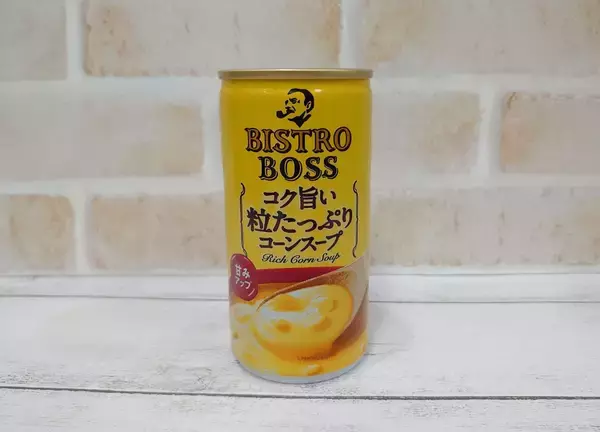 BISTRO
BOSS
コク旨い
粒たっぷり
コーンスープ
Rich Corn Soup
甘み
アップ